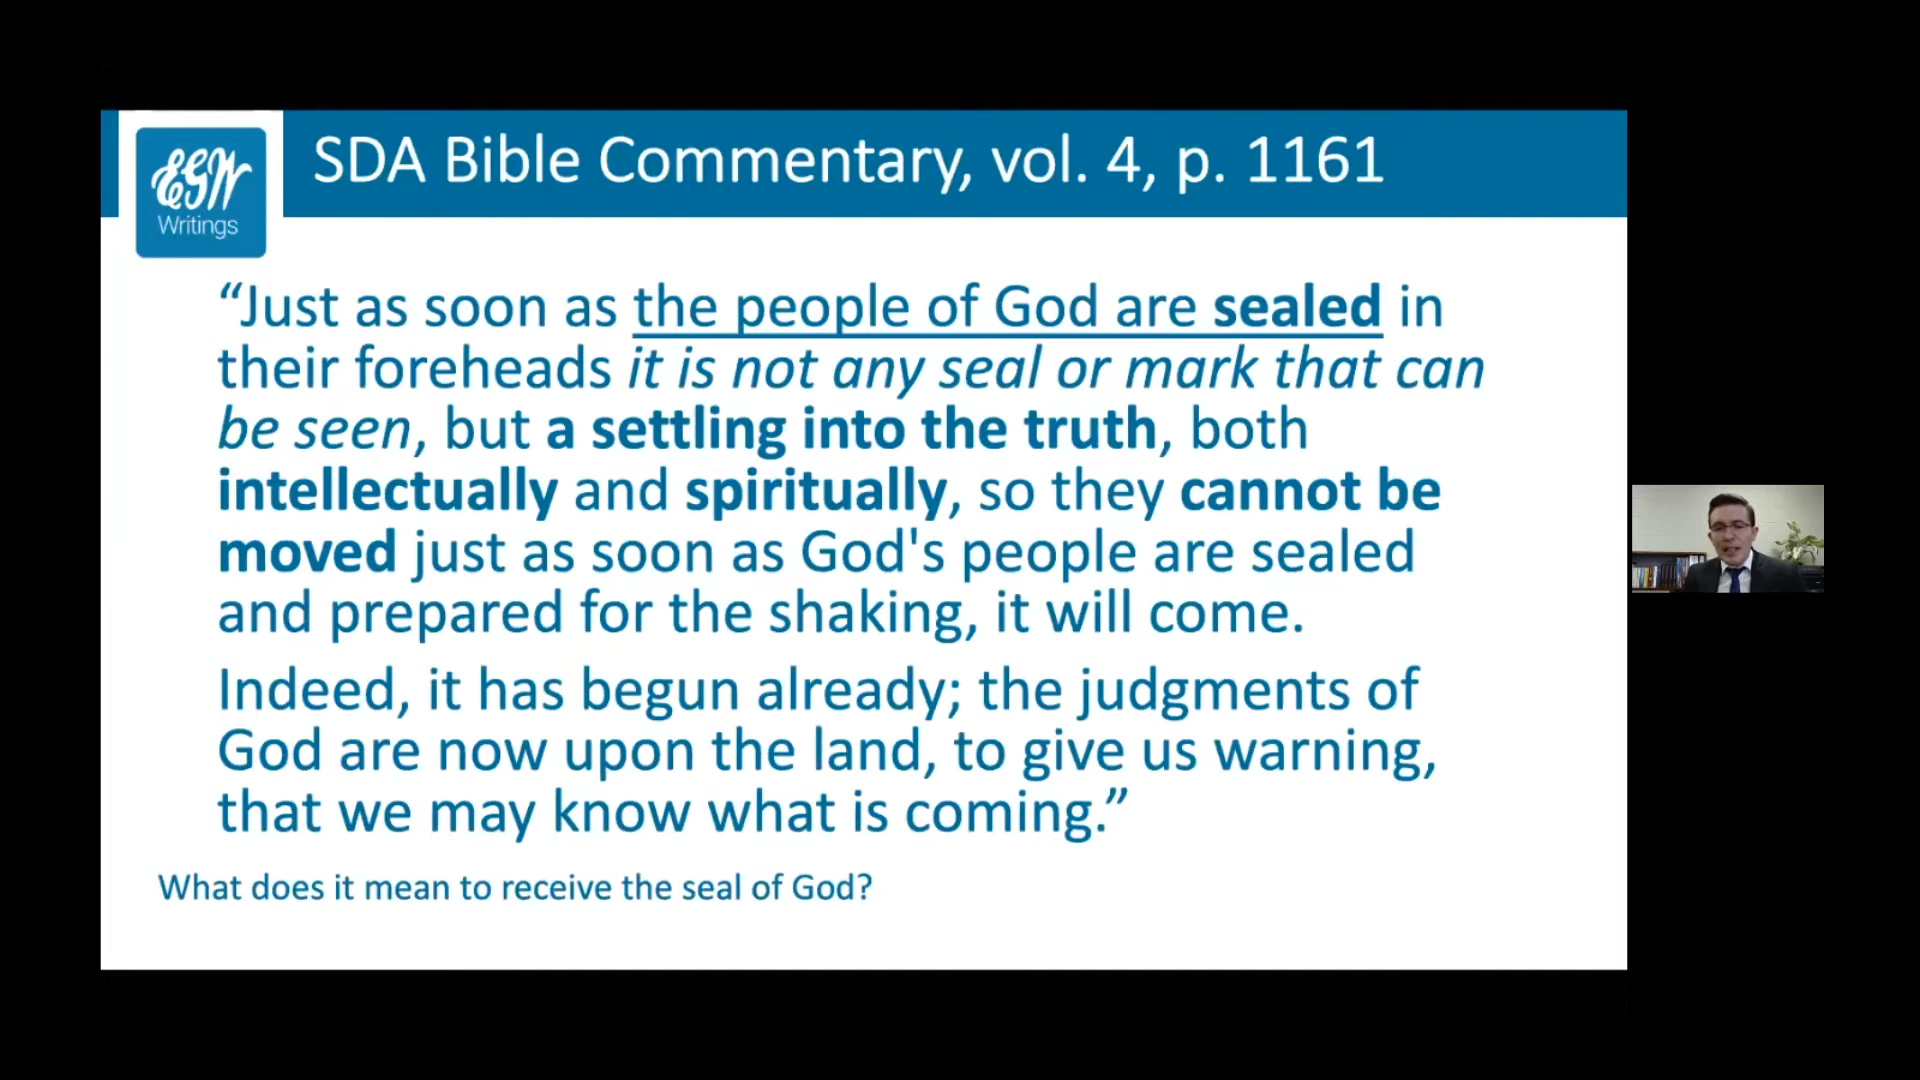 EGW
Writings
SDA Bible Commentary, vol. 4, p. 1161
“Just as soon as the people of God are sealed in
their foreheads it is not any seal or mark that can
be seen, but a settling into the truth, both
intellectually and spiritually, so they cannot be
moved just as soon as God's people are sealed
and prepared for the shaking, it will come.
Indeed, it has begun already; the judgments of
God are now upon the land, to give us warning,
that we may know what is coming.”
What does it mean to receive the seal of God?